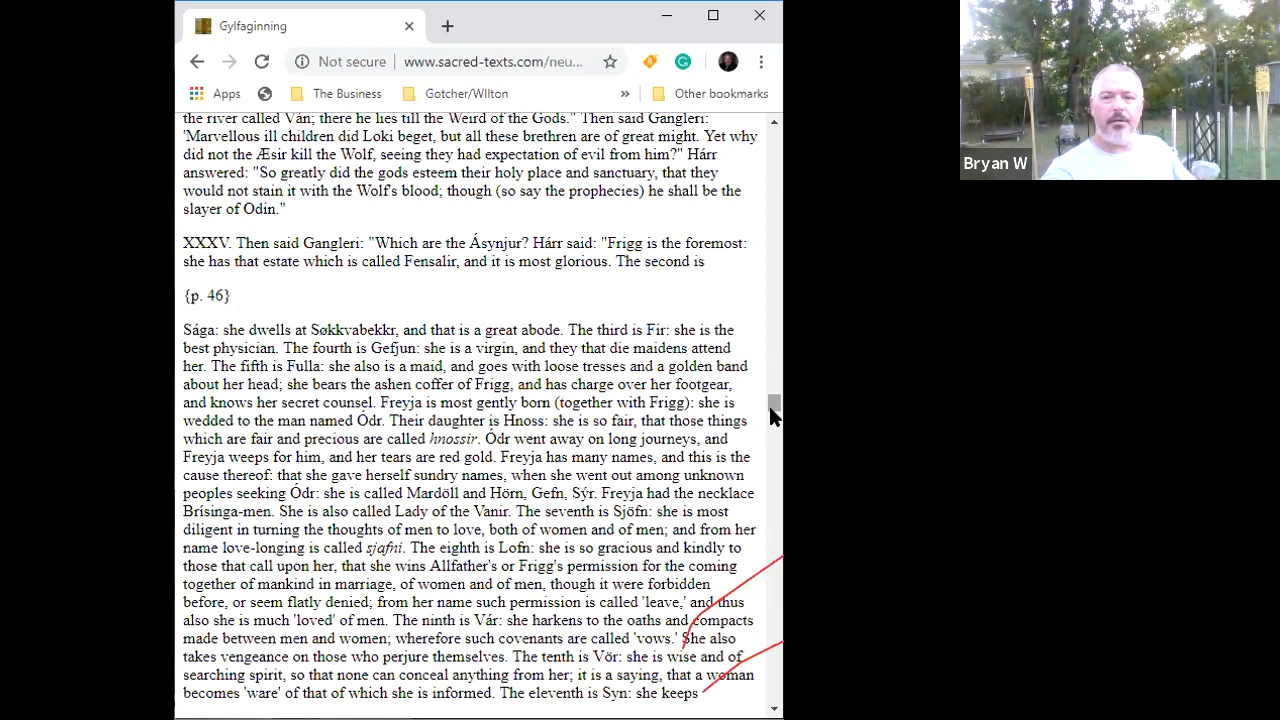 Gylfaginning
Not secure
www.sacred-texts.com/neu...
Apps
The Business
Gotcher/WIlton
»
Other bookmarks
the river called Ván; there he lies till the Weird of the Gods." Then said Gangleri:
'Marvellous ill children did Loki beget, but all these brethren are of great might. Yet why
did not the Æsir kill the Wolf, seeing they had expectation of evil from him?" Hárr
answered: "So greatly did the gods esteem their holy place and sanctuary, that they
would not stain it with the Wolf's blood; though (so say the prophecies) he shall be the
slayer of Odin."
XXXV. Then said Gangleri: "Which are the Ásynjur? Hárr said: "Frigg is the foremost:
she has that estate which is called Fensalir, and it is most glorious. The second is
{p. 46}
Sága: she dwells at Søkkvabekkr, and that is a great abode. The third is Fir: she is the
best physician. The fourth is Gefjun: she is a virgin, and they that die maidens attend
her. The fifth is Fulla: she also is a maid, and goes with loose tresses and a golden band
about her head; she bears the ashen coffer of Frigg, and has charge over her footgear,
and knows her secret counsel. Freyja is most gently born (together with Frigg): she is
wedded to the man named Ódr. Their daughter is Hnoss: she is so fair, that those things
which are fair and precious are called hnossir. Ódr went away on long journeys, and
Freyja weeps for him, and her tears are red gold. Freyja has many names, and this is the
cause thereof: that she gave herself sundry names, when she went out among unknown
peoples seeking Ódr: she is called Mardöll and Hörn, Gefn, Sýr. Freyja had the necklace
Brísinga-men. She is also called Lady of the Vanir. The seventh is Sjöfn: she is most
diligent in turning the thoughts of men to love, both of women and of men; and from her
name love-longing is called sjafni. The eighth is Lofn: she is so gracious and kindly to
those that call upon her, that she wins Allfather's or Frigg's permission for the coming
together of mankind in marriage, of women and of men, though it were forbidden
before, or seem flatly denied; from her name such permission is called 'leave,' and thus
also she is much 'loved' of men. The ninth is Vár: she harkens to the oaths and compacts
made between men and women; wherefore such covenants are called 'vows.' She also
takes vengeance on those who perjure themselves. The tenth is Vör: she is wise and of
searching spirit, so that none can conceal anything from her; it is a saying, that a woman
becomes 'ware' of that of which she is informed. The eleventh is Syn: she keeps
Bryan W